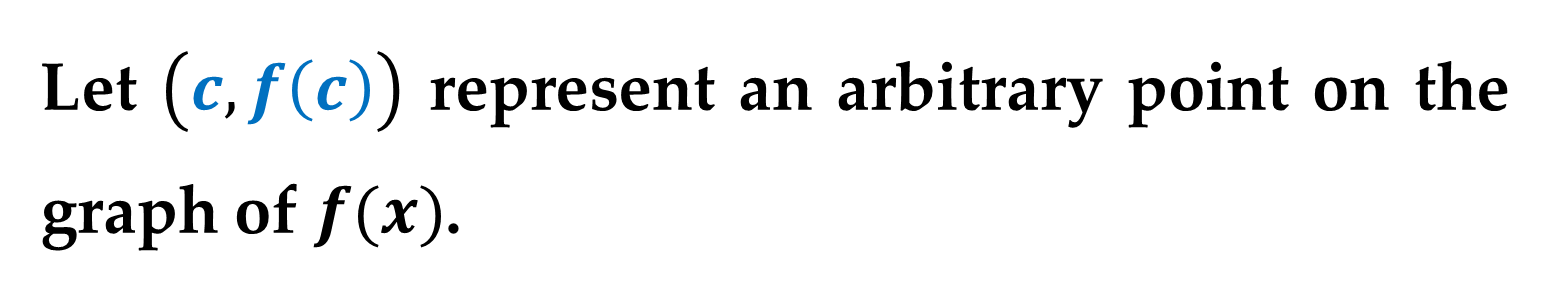 Let (c, f(c)) represent an arbitrary point on the
graph of f(x).